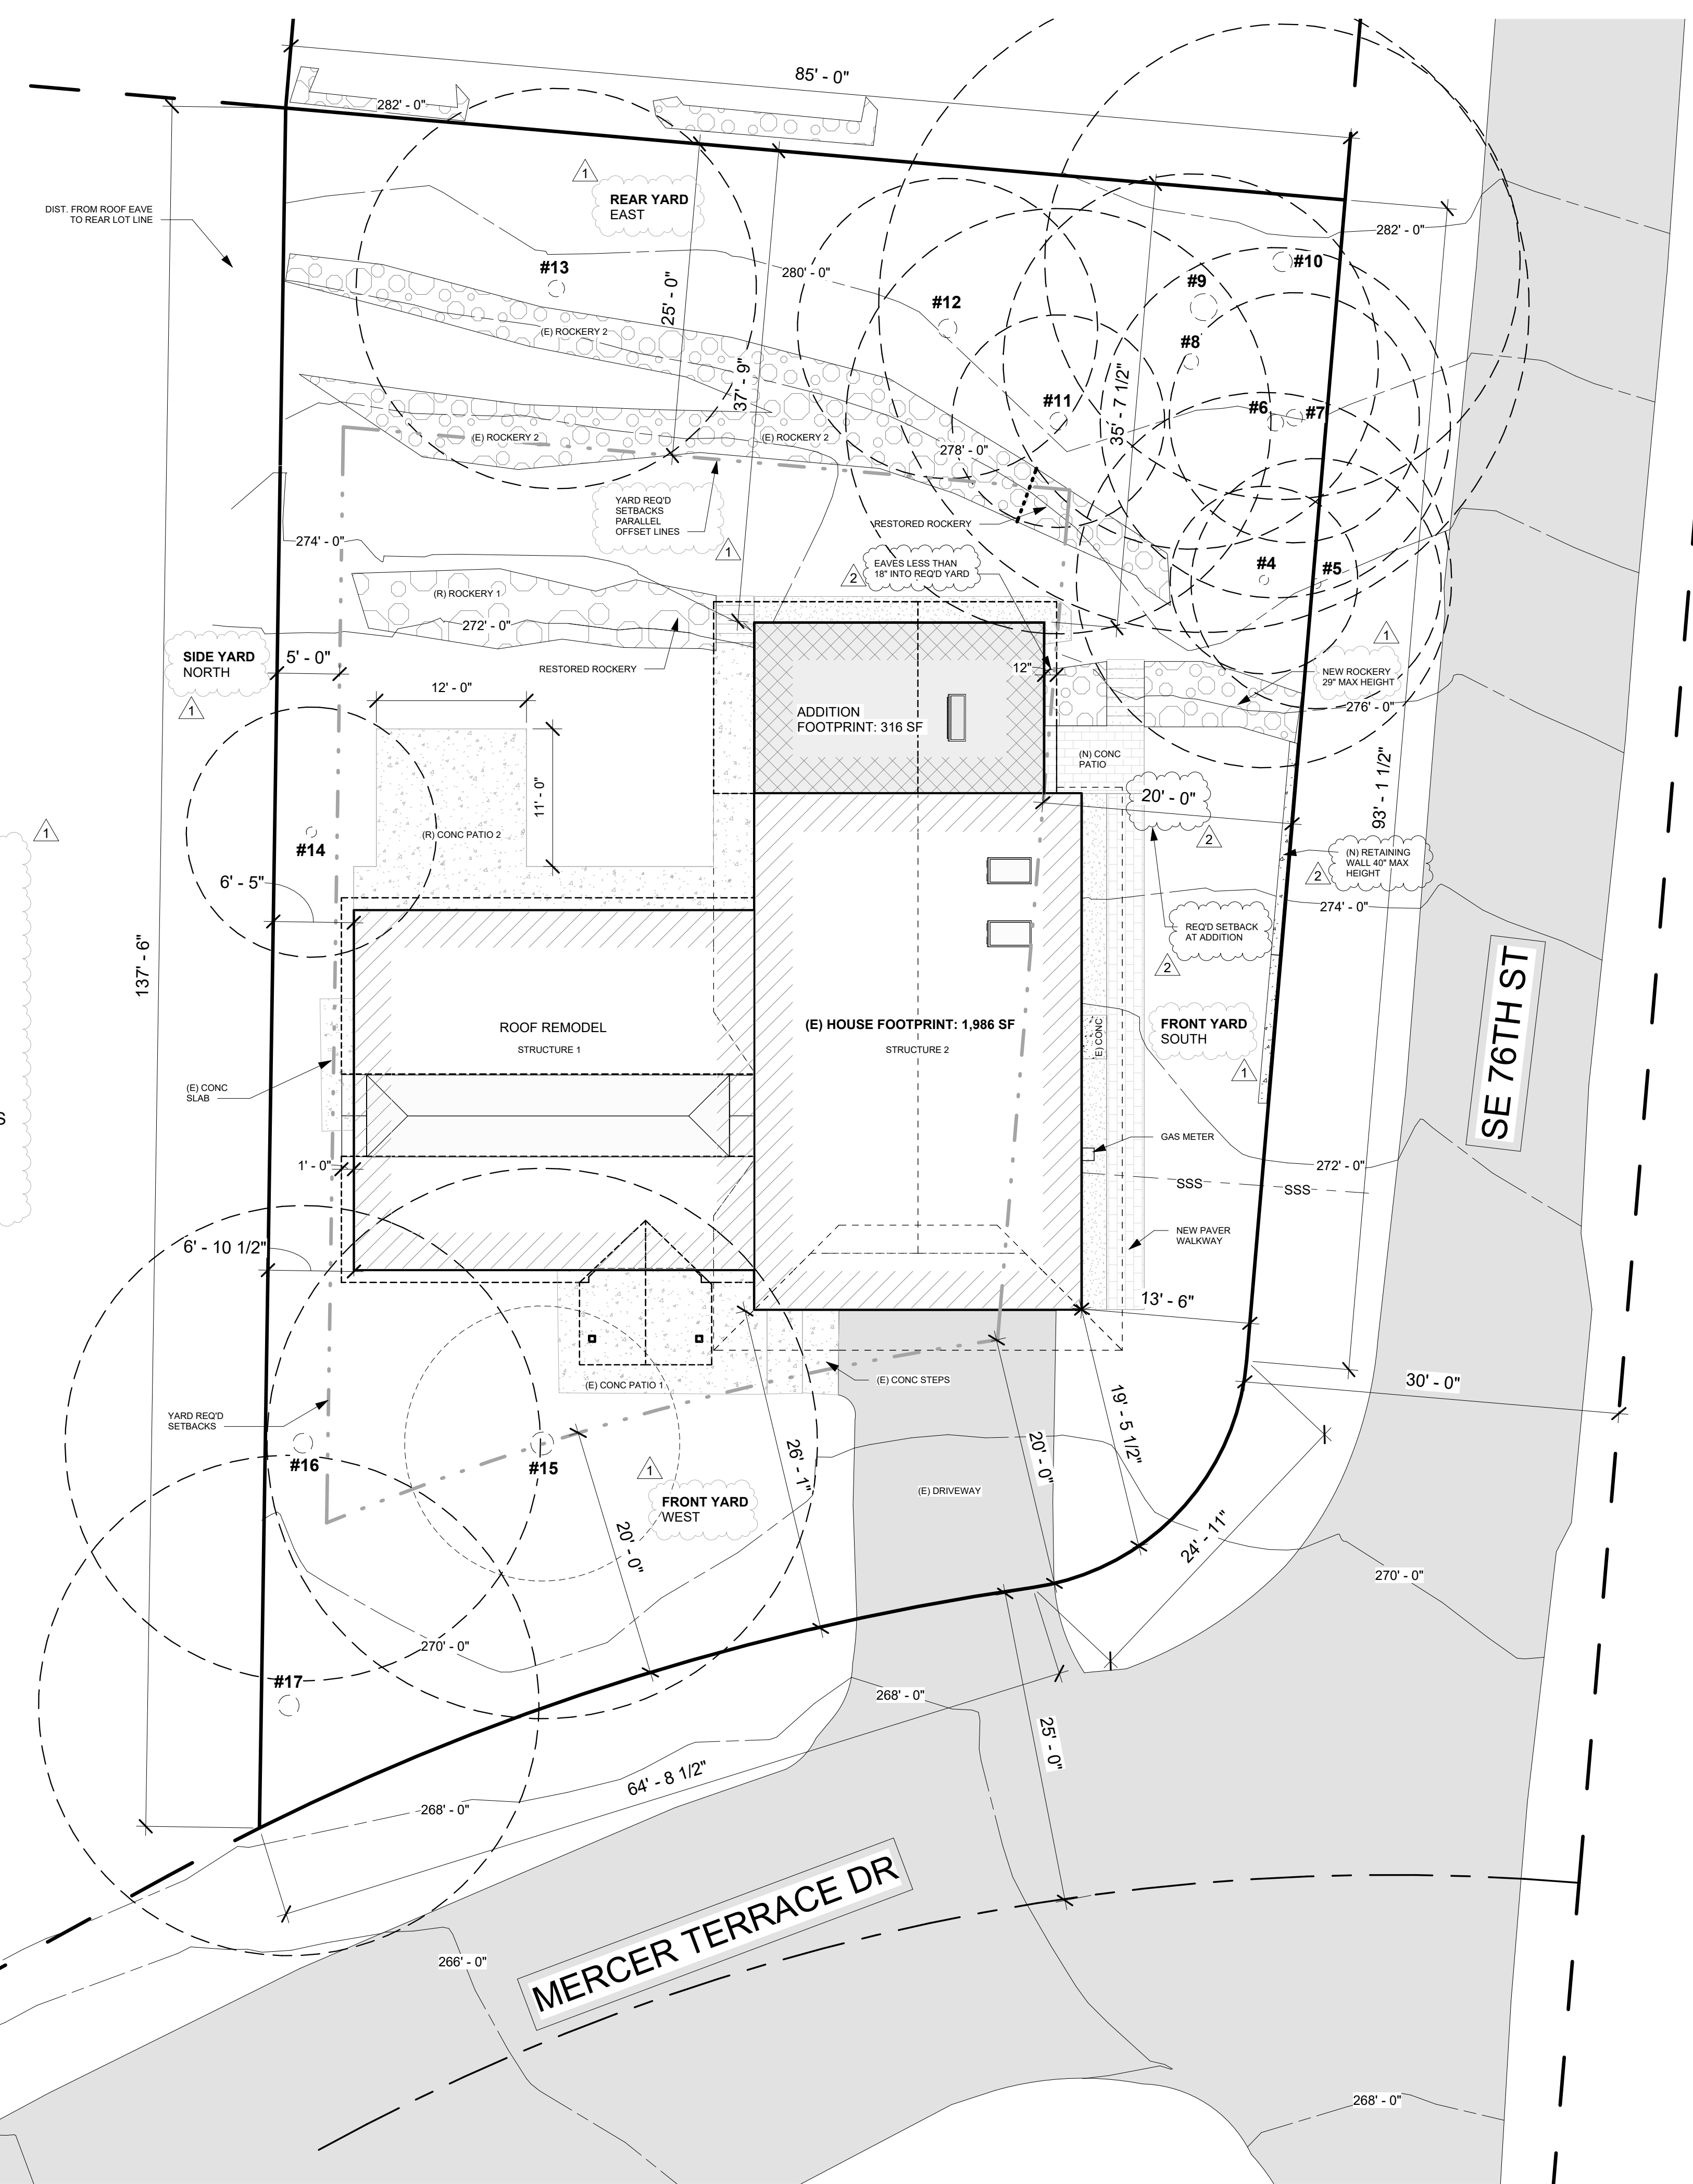 85' - 0"
282' - 0"
1
REAR YARD
EAST
DIST. FROM ROOF EAVE
TO REAR LOT LINE
282' - 0"
#13
280' - 0"
#10
#9
25' - 0"
#12
(E) ROCKERY 2
#8
37' - 9"
35' - 7 1/2"
#11
#6
#7
(E) ROCKERY 2
(E) ROCKERY 2
278' - 0"
YARD REQ'D
SETBACKS
PARALLEL
OFFSET LINES
1
RESTORED ROCKERY
274' - 0"
EAVES LESS THAN
18" INTO REQ'D YARD
2
#4
#5
(R) ROCKERY 1
272' - 0"
1
SIDE YARD
NORTH
5' - 0"
RESTORED ROCKERY
12"
NEW ROCKERY
29" MAX HEIGHT
12' - 0"
1
276' - 0"
ADDITION
FOOTPRINT: 316 SF
(N) CONC
PATIO
11' - 0"
20' - 0"
93' - 1 1/2"
1
(R) CONC PATIO 2
#14
2
(N) RETAINING
WALL 40" MAX
HEIGHT
2
6' - 5"
274' - 0"
REQ'D SETBACK
AT ADDITION
2
137' - 6"
SE 76TH ST
ROOF REMODEL
STRUCTURE 1
(E) HOUSE FOOTPRINT: 1,986 SF
STRUCTURE 2
E) CONC
FRONT YARD
SOUTH
1
(E) CONC
SLAB
S
GAS METER
1' - 0"
272' - 0"
SSS
SSS
NEW PAVER
WALKWAY
6' - 10 1/2"
13' - 6"
(E) CONC PATIO 1
(E) CONC STEPS
30' - 0"
YARD REQ'D
SETBACKS
19' - 5 1/2"
#16
#15
26' - 1"
20' - 0"
1
FRONT YARD
WEST
(E) DRIVEWAY
20' - 0"
24' - 11"
270' - 0"
270' - 0"
#17
268' - 0"
25' - 0"
64' - 8 1/2"
268' - 0"
MERCER TERRACE DR
266' - 0"
268' - 0"